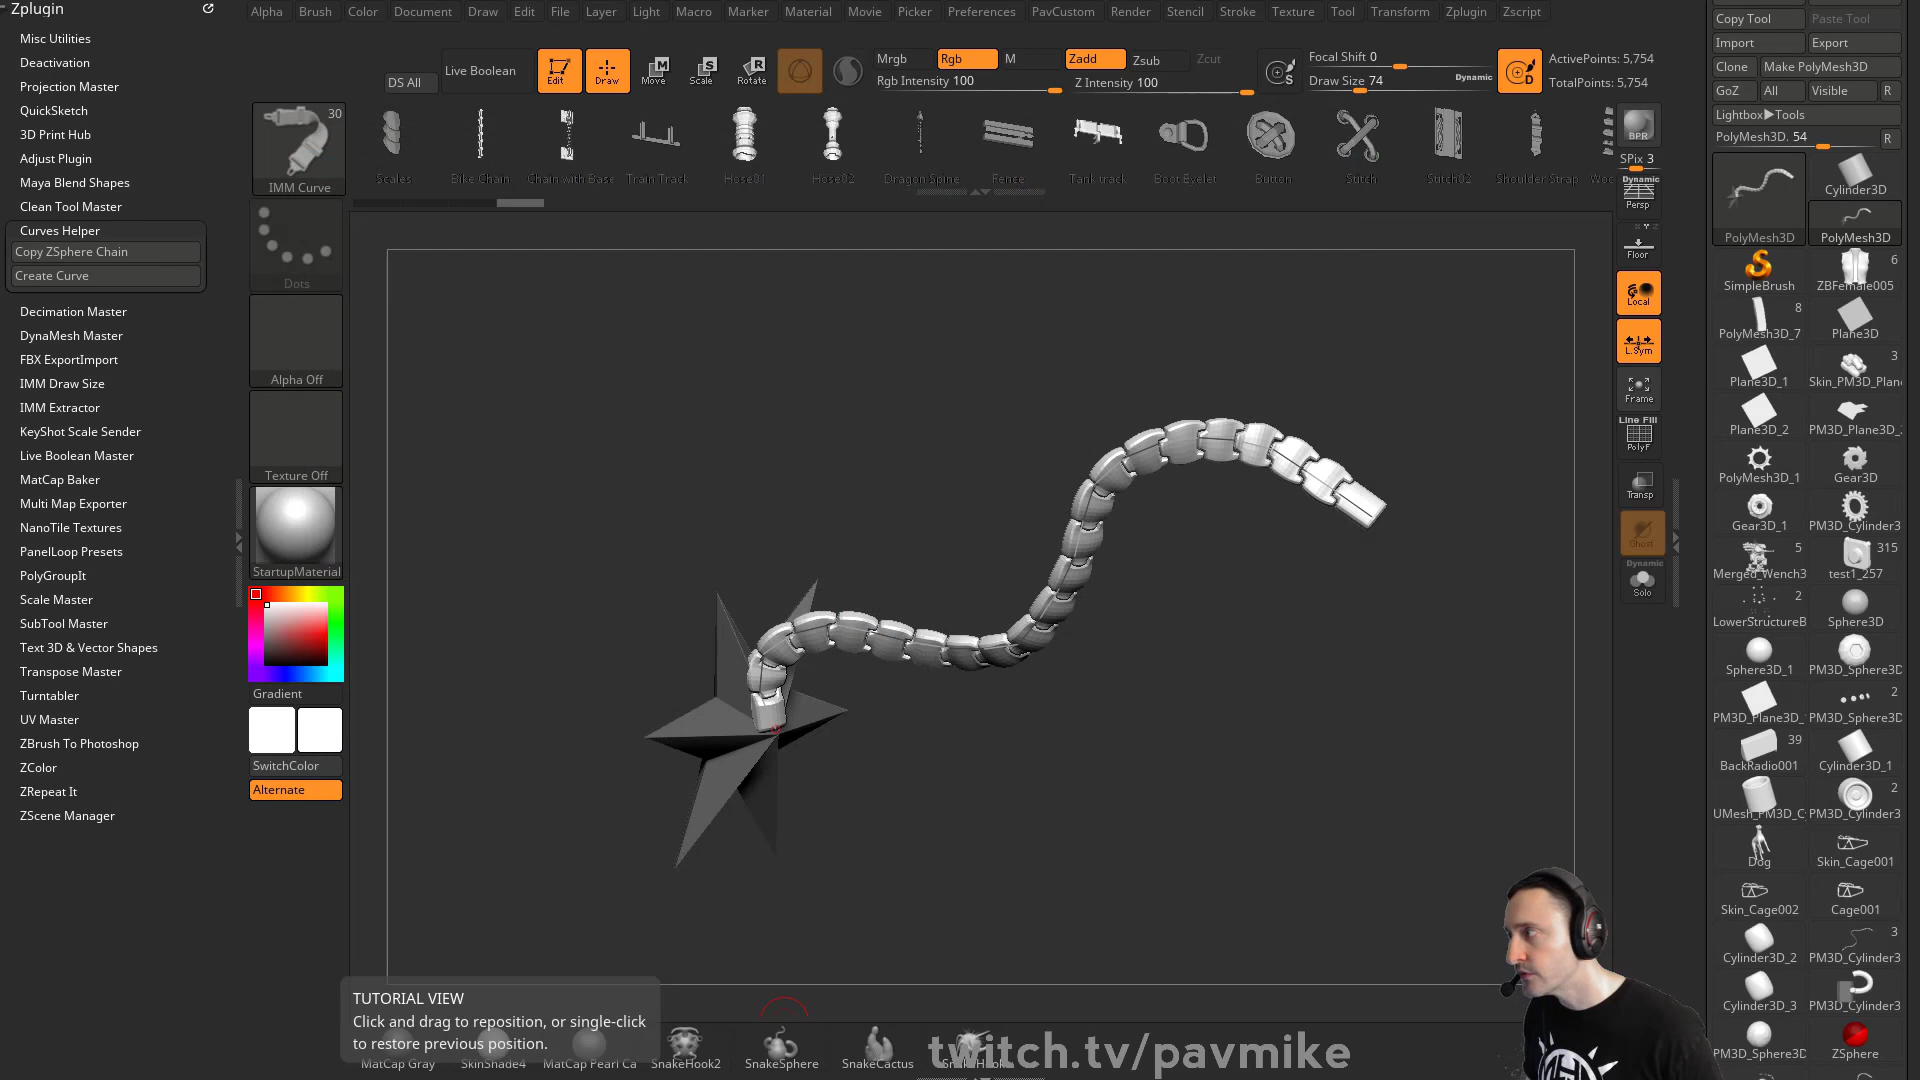 Zplugin
Misc Utilities
Deactivation
Projection Master
QuickSketch
3D Print Hub
Adjust Plugin
Maya Blend Shapes
Clean Tool Master
Curves Helper
Copy ZSphere Chain
Create Curve
Decimation Master
DynaMesh Master
FBX ExportImport
IMM Draw Size
IMM Extractor
KeyShot Scale Sender
Live Boolean Master
MatCap Baker
Multi Map Exporter
NanoTile Textures
PanelLoop Presets
PolyGroupIt
Scale Master
SubTool Master
Text 3D & Vector Shapes
Transpose Master
Turntabler
UV Master
ZBrush To Photoshop
ZColor
ZRepeat It
ZScene Manager
Alpha Brush Color Document Draw Edit File Layer Light Macro Marker Material Movie Picker Preferences PavCustom Render Stencil Stroke Texture Tool Transform Zplugin Zscript
DS All
Live Boolean
Edit
Draw
Move
Scale
Rotate
Mrgb Rgb M
Rgb Intensity 100
Zadd Zsub Zcut
Z Intensity 100
Focal Shift 0
Draw Size 74
Dynamic
ActivePoints: 5,754
TotalPoints: 5,754
30
IMM Curve
Dots
Alpha Off
Texture Off
StartupMaterial
Gradient
SwitchColor
Alternate
Scales
Bike Chain
Chain with Base
Train Track
Hose01
Hose02
Dragon Spine
Fence
Tank track
Boot Eyelet
Button
Stitch
Stitch02
Shoulder Strap
BPR
SPix 3
Dynamic
Persp
Floor
Local
L.Sym
Frame
Line Fill
PolyF
Transp
Ghost
Dynamic
Solo
Copy Tool Paste Tool
Import Export
Clone Make PolyMesh3D
GoZ All Visible R
Lightbox▶Tools
PolyMesh3D. 54 R
PolyMesh3D
Cylinder3D
PolyMesh3D
SimpleBrush
6
ZBFemale005
8
PolyMesh3D_7
Plane3D
Plane3D_1
3
Skin_PM3D_Plan
Plane3D_2
PM3D_Plane3D_
PolyMesh3D_1
Gear3D
Gear3D_1
PM3D_Cylinder3
5
Merged_Wench3
315
test1_257
2
LowerStructureB
Sphere3D
Sphere3D_1
PM3D_Sphere3D
PM3D_Plane3D_
2
PM3D_Sphere3D
39
BackRadio001
Cylinder3D_1
UMesh_PM3D_C
2
PM3D_Cylinder3
Dog
Skin_Cage001
Skin_Cage002
Cage001
Cylinder3D_2
3
PM3D_Cylinder3
Cylinder3D_3
PM3D_Cylinder3
PM3D_Sphere3D
ZSphere
TUTORIAL VIEW
Click and drag to reposition, or single-click
to restore previous position.
MatCap Gray
SkinShade4
MatCap Pearl Ca
SnakeHook2
SnakeSphere
SnakeCactus
twitch.tv/pavmike